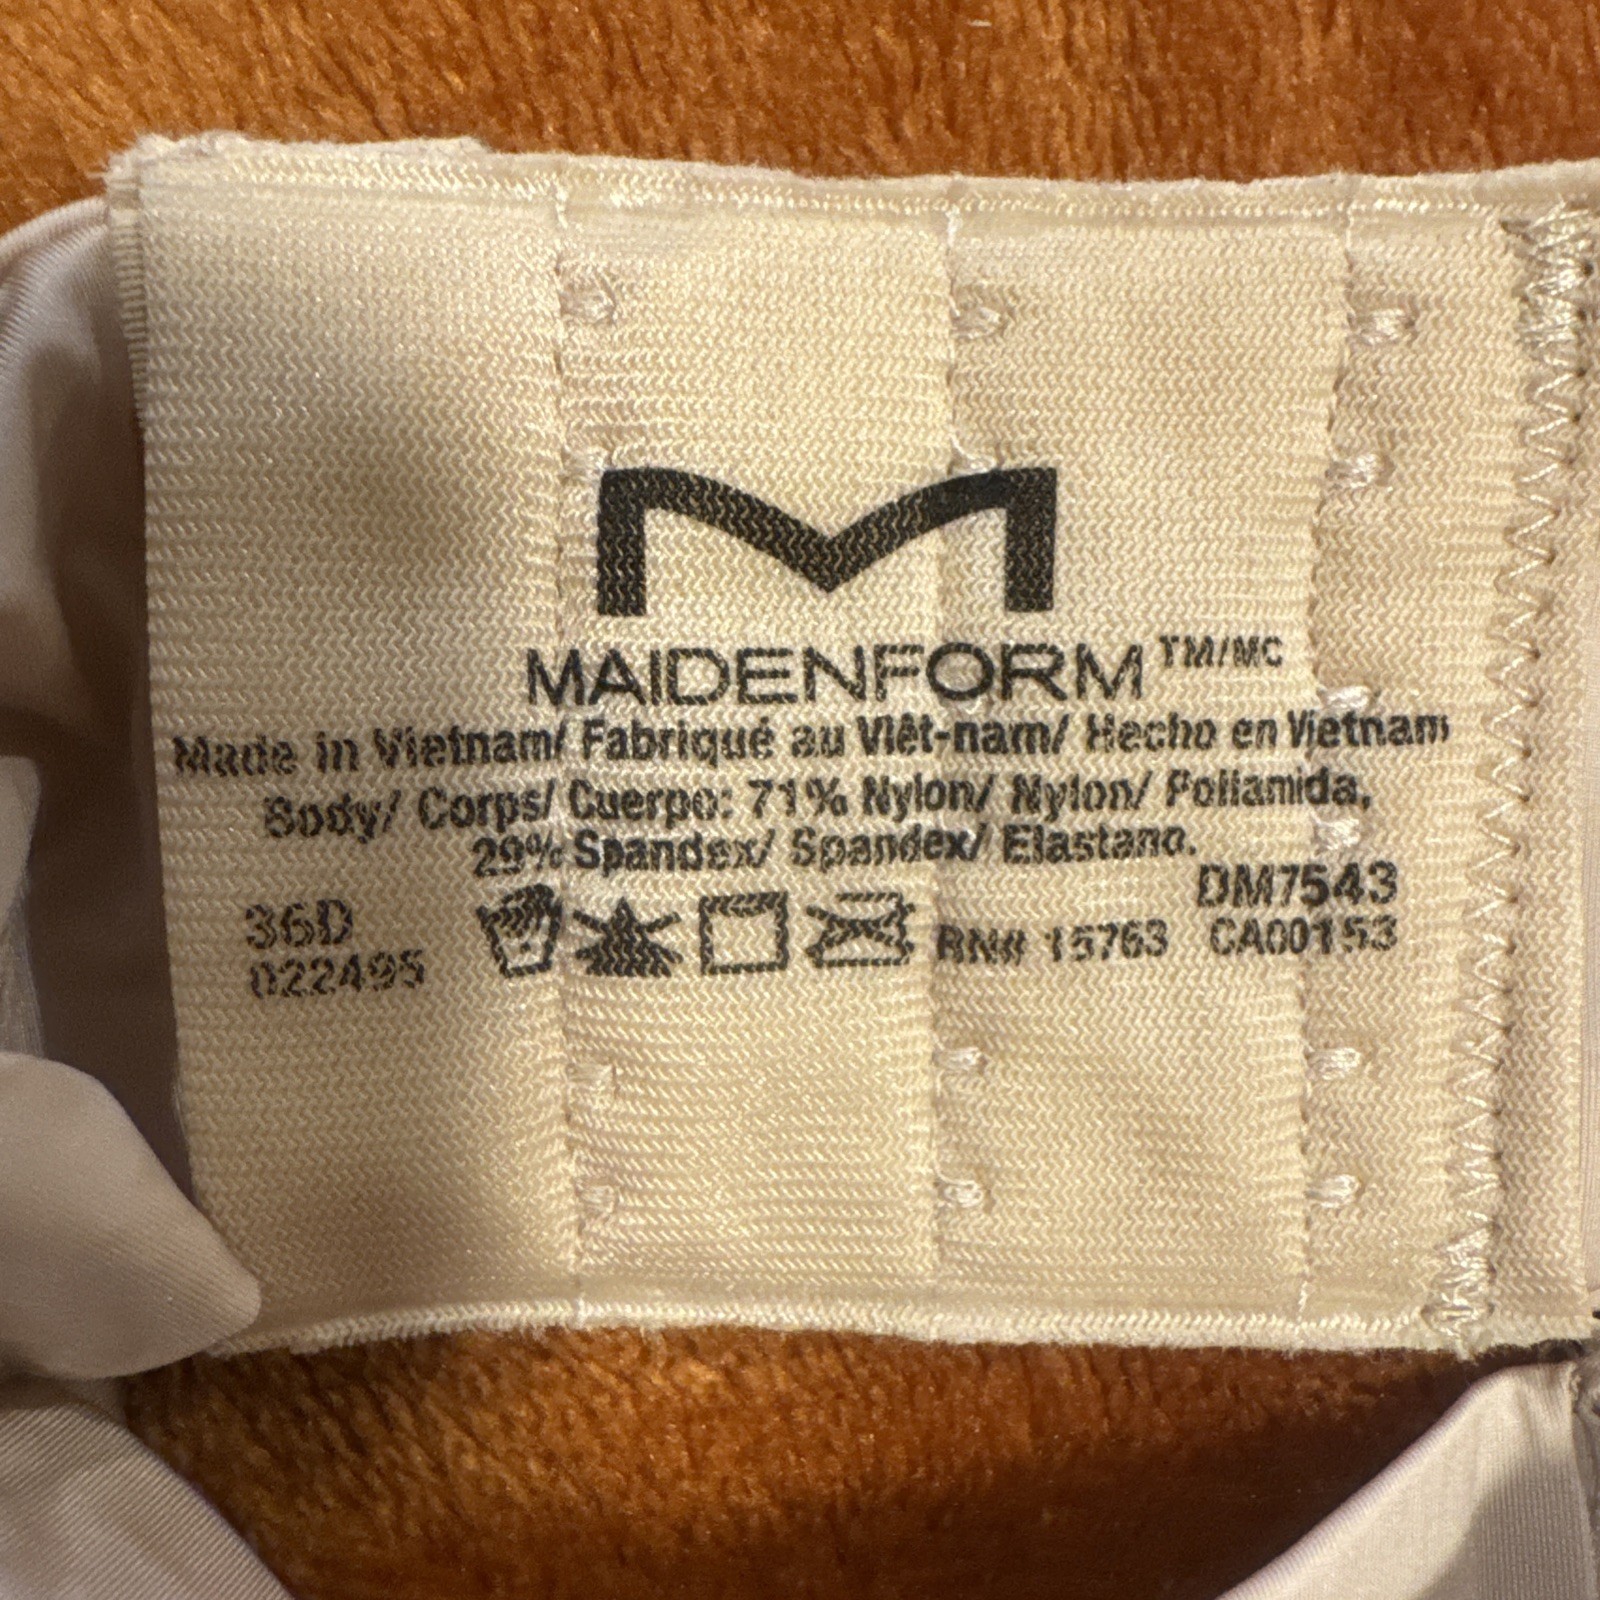 M
MAIDENFORM TM/MC
Made in Vietnam/ Fabriqué au Viêt-nam/ Hecho en Vietnam
Body/ Corps/ Cuerpo: 71% Nylon/ Nylon/ Poliamida,
29% Spandex/ Spandex/ Elastano.
DM7543
36D RN# 15763 CA00153
022495